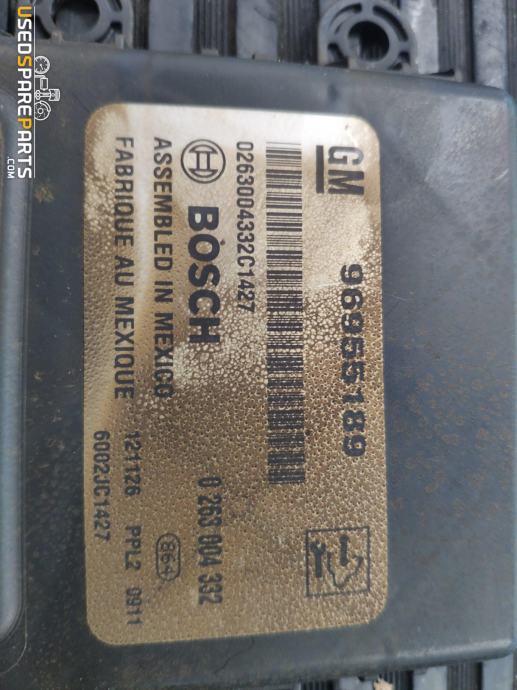 GM 96955189
0263004332C1427
BOSCH 0 263 004 392
ASSEMBLED IN MEXICO
FABRIQUE AU MEXIQUE 121126 PPL2 0911
6002JC1427
USEDSPAREPARTS.COM